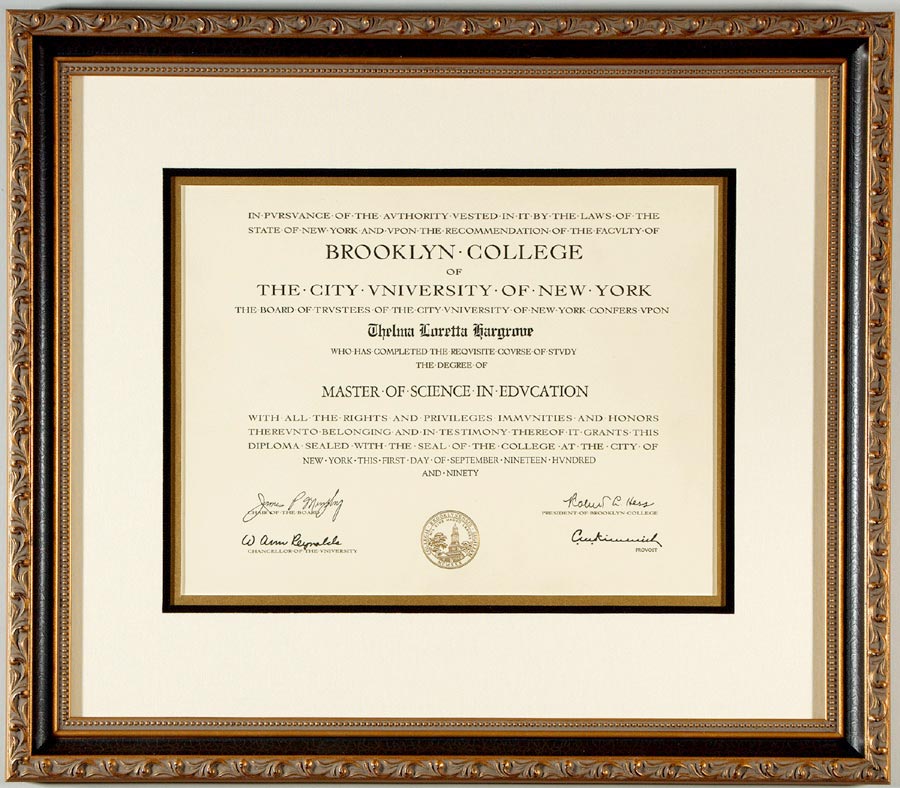 IN·PVRSVANCE·OF·THE·AVTHORITY·VESTED·IN·IT·BY·THE·LAWS·OF·THE
STATE·OF·NEW·YORK·AND·VPON·THE·RECOMMENDATION·OF·THE·FACVLTY·OF
BROOKLYN·COLLEGE
OF
THE·CITY·VNIVERSITY·OF·NEW·YORK
THE·BOARD·OF·TRVSTEES·OF·THE·CITY·VNIVERSITY·OF·NEW·YORK·CONFERS·VPON
Thelma Loretta Hargrove
WHO·HAS·COMPLETED·THE·REQVISITE·COVRSE·OF·STVDY
THE·DEGREE·OF
MASTER·OF·SCIENCE·IN·EDVCATION
WITH·ALL·THE·RIGHTS·AND·PRIVILEGES·IMMVNITIES·AND·HONORS
THEREVNTO·BELONGING·AND·IN·TESTIMONY·THEREOF·IT·GRANTS·THIS
DIPLOMA·SEALED·WITH·THE·SEAL·OF·THE·COLLEGE·AT·THE·CITY·OF
NEW·YORK·THIS·FIRST·DAY·OF·SEPTEMBER·NINETEEN·HVNDRED
AND·NINETY
James P Murphy
CHAIR·OF·THE·BOARD
Robert L. Hess
PRESIDENT·OF·BROOKLYN·COLLEGE
W Ann Reynolds
CHANCELLOR·OF·THE·VNIVERSITY
PROVOST